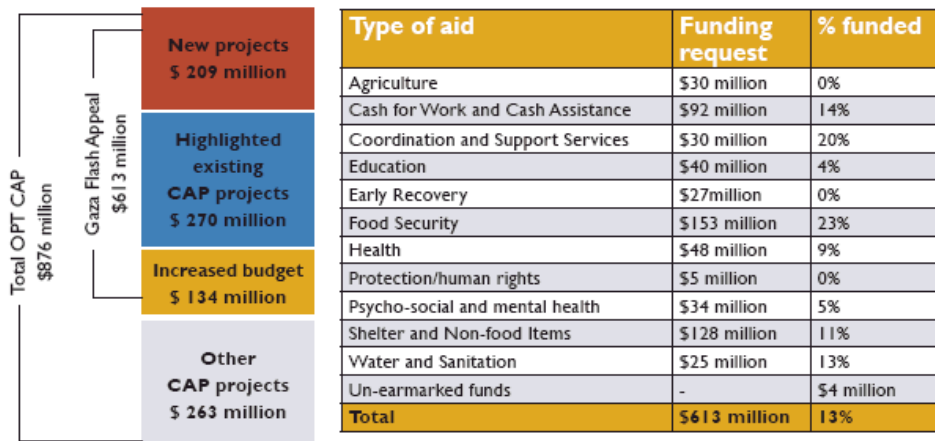 Total OPT CAP
$876 million
Gaza Flash Appeal
$613 million
New projects
$ 209 million
Highlighted
existing
CAP projects
$ 270 million
Increased budget
$ 134 million
Other
CAP projects
$ 263 million
Type of aid Funding request % funded
Agriculture $30 million 0%
Cash for Work and Cash Assistance $92 million 14%
Coordination and Support Services $30 million 20%
Education $40 million 4%
Early Recovery $27million 0%
Food Security $153 million 23%
Health $48 million 9%
Protection/human rights $5 million 0%
Psycho-social and mental health $34 million 5%
Shelter and Non-food Items $128 million 11%
Water and Sanitation $25 million 13%
Un-earmarked funds - $4 million
Total $613 million 13%